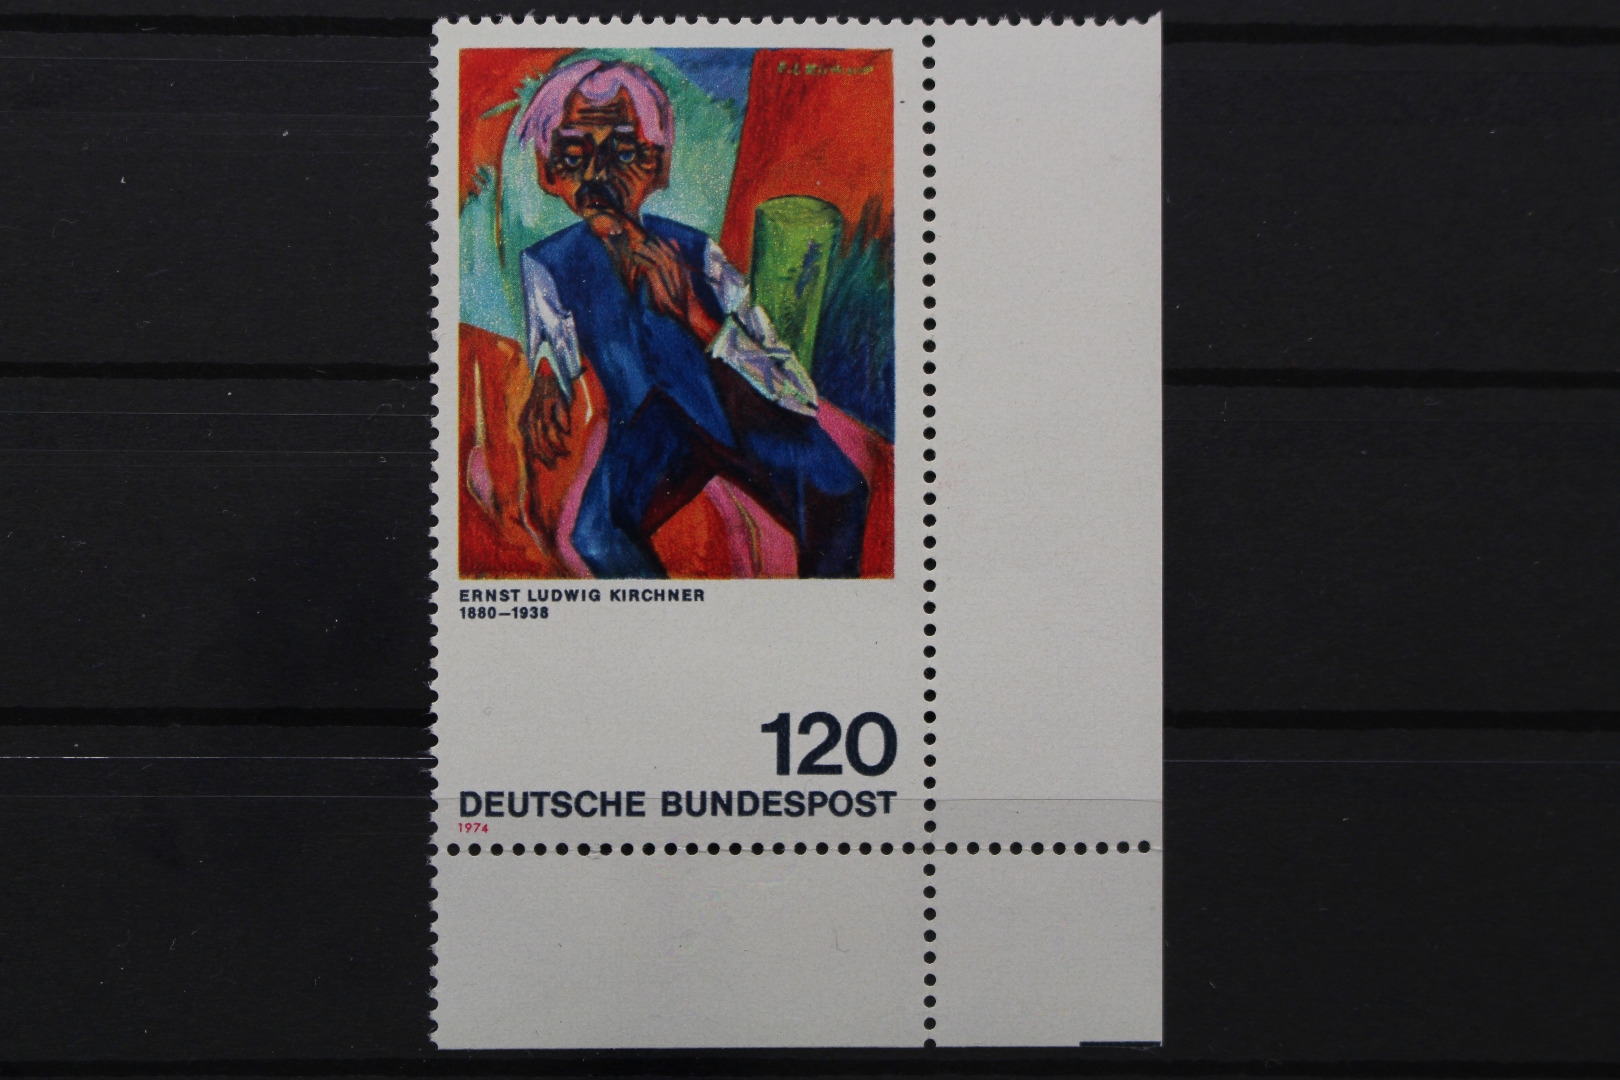 ERNST LUDWIG KIRCHNER
1880–1938
120
DEUTSCHE BUNDESPOST
1974